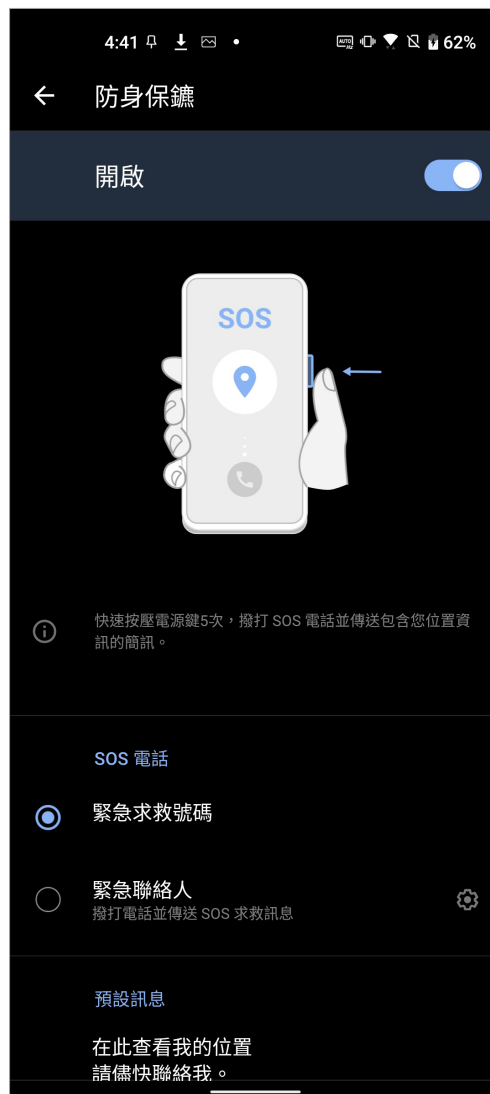 4:41
62%
防身保鑣
開啟
SOS
快速按壓電源鍵5次，撥打 SOS 電話並傳送包含您位置資
訊的簡訊。
SOS 電話
緊急求救號碼
緊急聯絡人
撥打電話並傳送 SOS 求救訊息
預設訊息
在此查看我的位置
請儘快聯絡我。